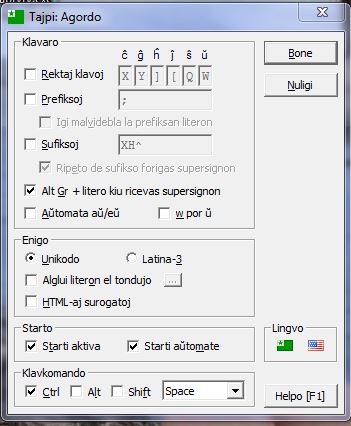 Tajpi: Agordo
Klavaro
ĉ ĝ ĥ ĵ ŝ ŭ
Rektaj klavoj X Y ] [ Q W
Prefiksoj ;
Igi malvidebla la prefiksan literon
Sufiksoj XH^
Ripeto de sufikso forigas supersignon
Alt Gr + litero kiu ricevas supersignon
Aŭtomata aŭ/eŭ w por ŭ
Bone
Nuligi
Enigo
Unikodo Latina-3
Alglui literon el tondujo ...
HTML-aj surogatoj
Starto
Starti aktiva Starti aŭtomate
Lingvo
Klavkomando
Ctrl Alt Shift Space
Helpo [F1]